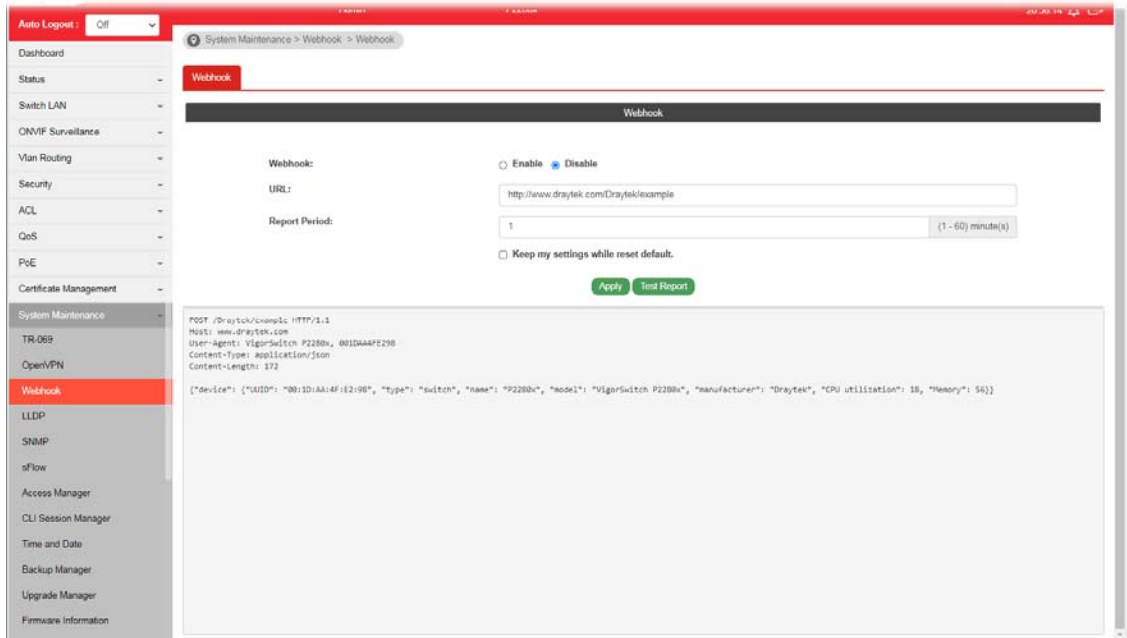 Auto Logout : Off
System Maintenance > Webhook > Webhook
Dashboard
Status
Switch LAN
ONVIF Surveillance
Vlan Routing
Security
ACL
QoS
PoE
Certificate Management
System Maintenance
TR-069
OpenVPN
Webhook
LLDP
SNMP
sFlow
Access Manager
CLI Session Manager
Time and Date
Backup Manager
Upgrade Manager
Firmware Information
Webhook
Webhook
Webhook: Enable Disable
URL: http://www.draytek.com/Draytek/example
Report Period: 1 (1 - 60) minute(s)
Keep my settings while reset default.
Apply Test Report
POST /Draytek/example HTTP/1.1
Host: www.draytek.com
User-Agent: VigorSwitch P2280x, 001DAA4FE298
Content-Type: application/json
Content-Length: 172
{"device": {"UUID": "00:1D:AA:4F:E2:98", "type": "switch", "name": "P2280x", "model": "VigorSwitch P2280x", "manufacturer": "Draytek", "CPU utilization": 18, "Memory": 56}}